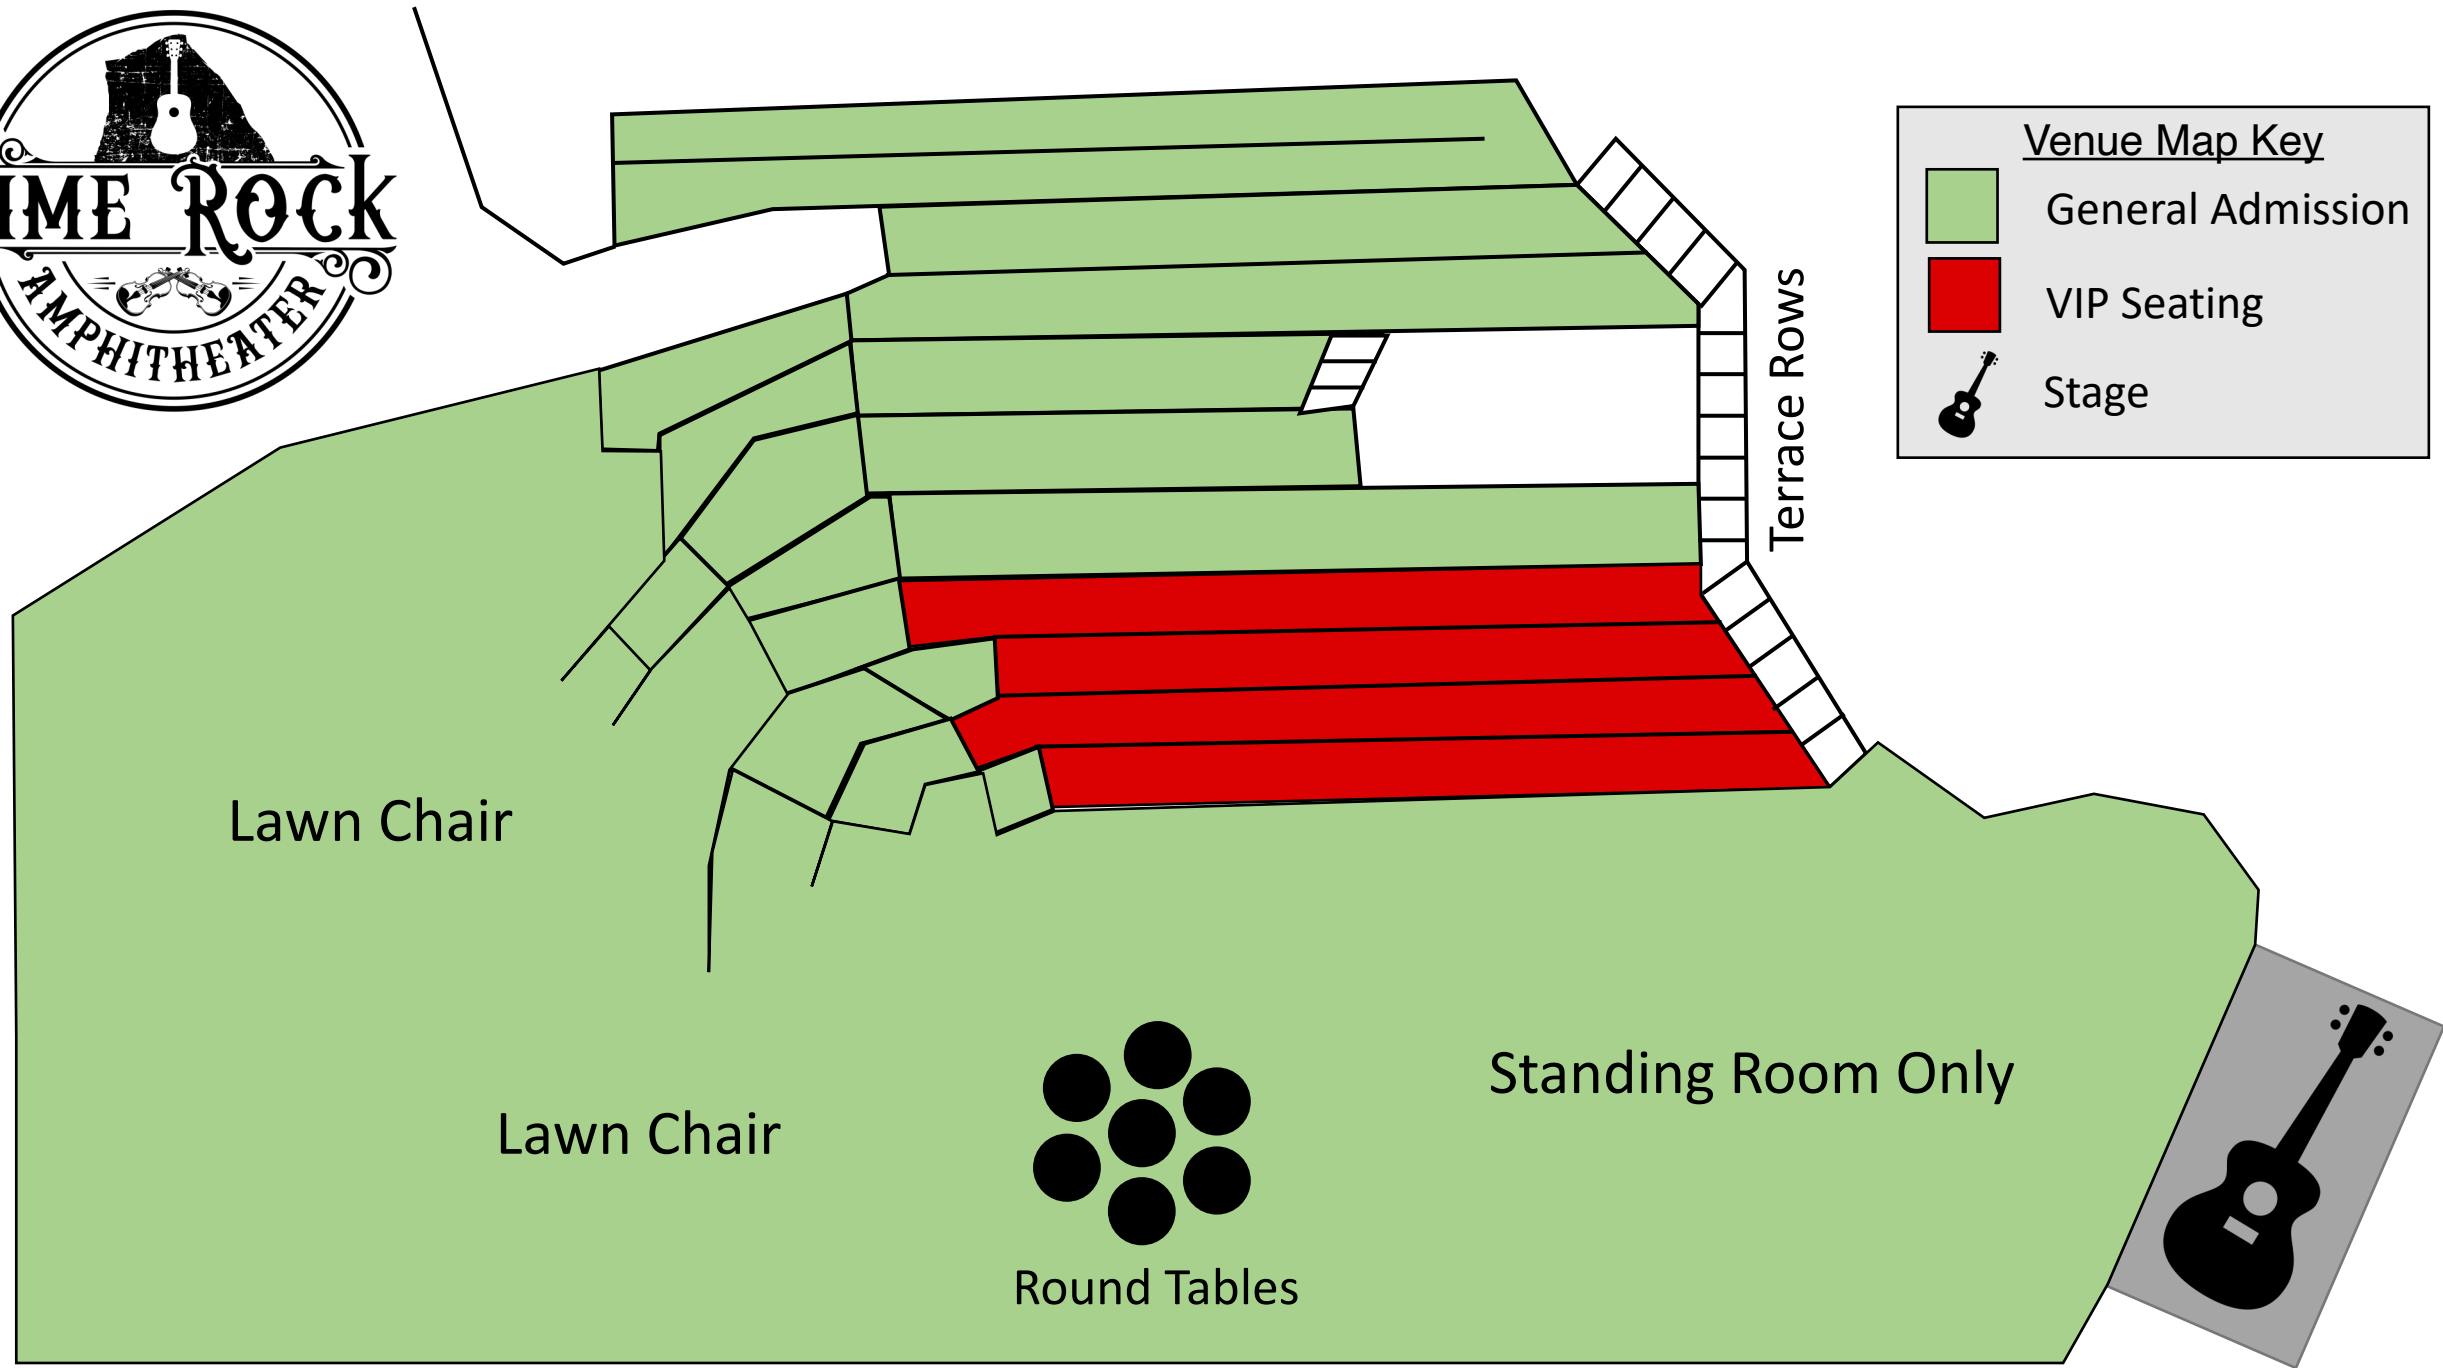 IME ROCK
AMPHITHEATER
Venue Map Key
General Admission
VIP Seating
Stage
Terrace Rows
Lawn Chair
Standing Room Only
Lawn Chair
Round Tables